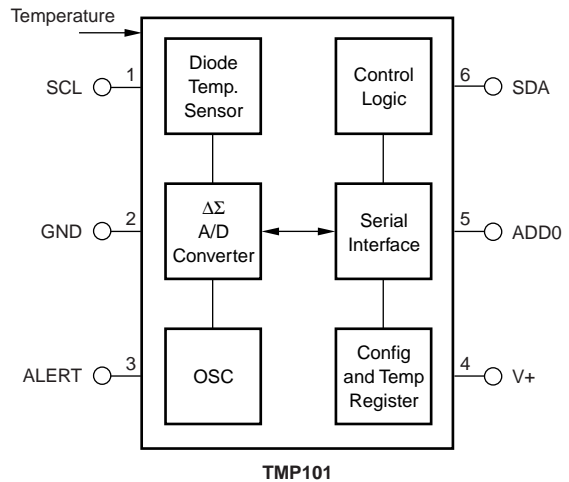 Temperature
SCL
1
Diode
Temp.
Sensor
Control
Logic
6
SDA
GND
2
ΔΣ
A/D
Converter
Serial
Interface
5
ADD0
ALERT
3
OSC
Config
and Temp
Register
4
V+
TMP101